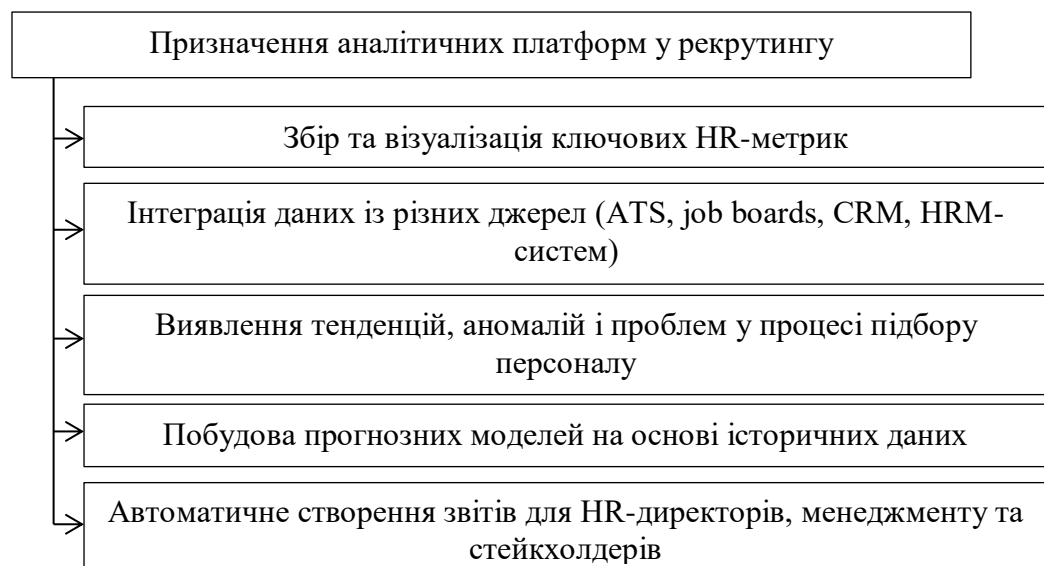 Призначення аналітичних платформ у рекрутингу
Збір та візуалізація ключових HR-метрик
Інтеграція даних із різних джерел (ATS, job boards, CRM, HRM-
систем)
Виявлення тенденцій, аномалій і проблем у процесі підбору
персоналу
Побудова прогнозних моделей на основі історичних даних
Автоматичне створення звітів для HR-директорів, менеджменту та
стейкхолдерів